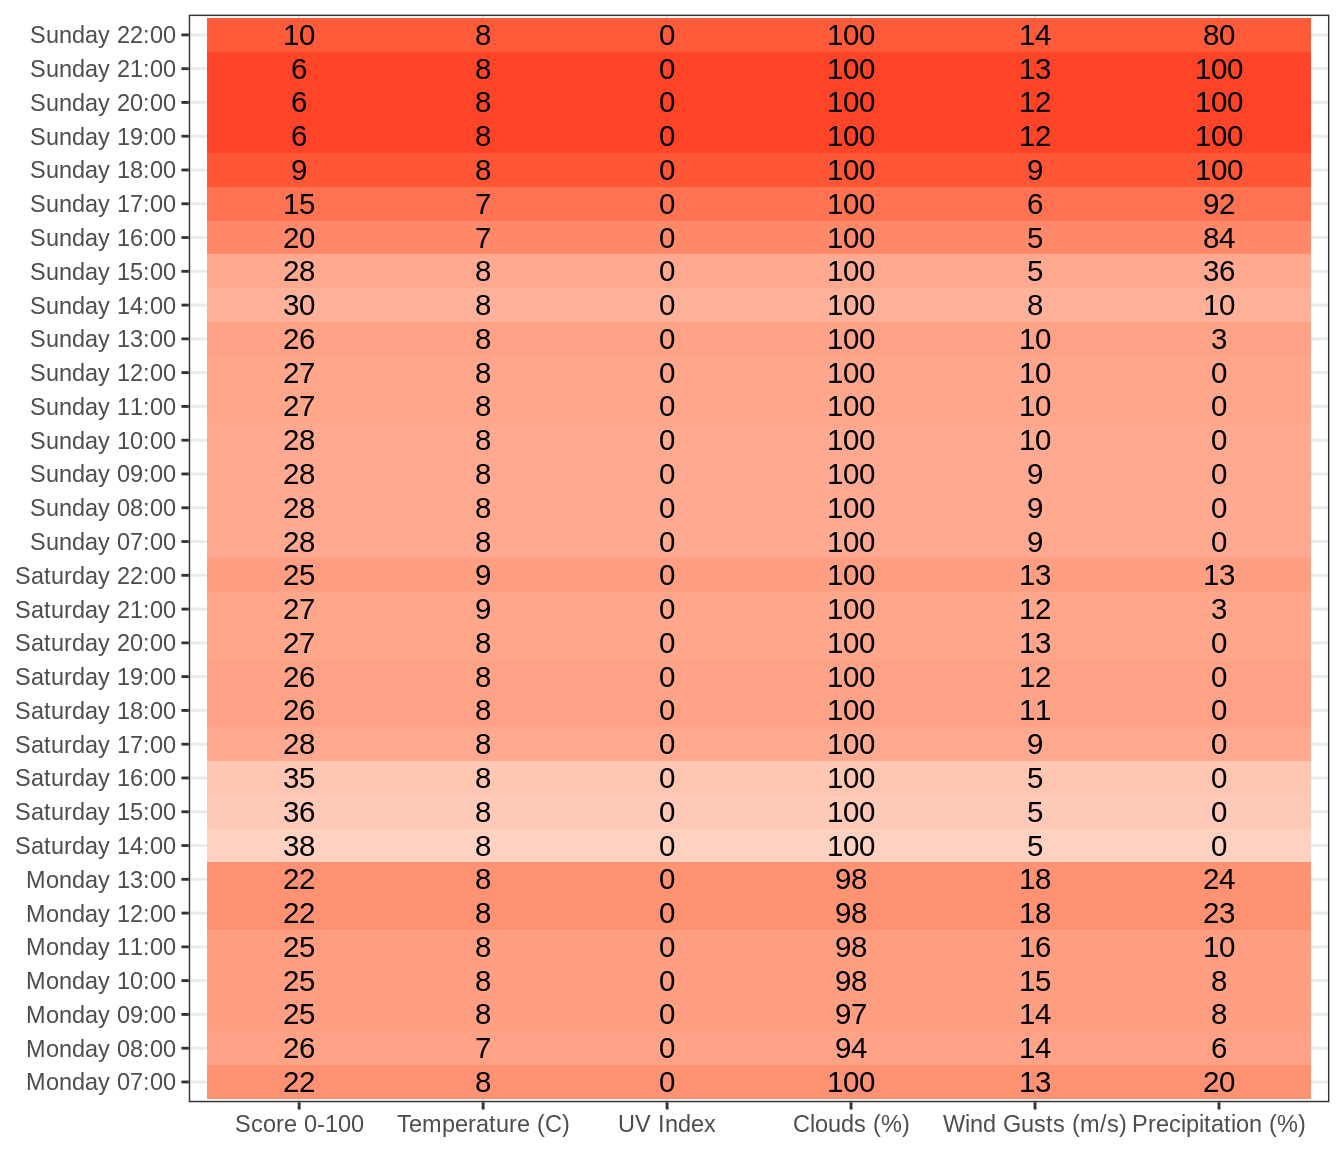 Sunday 22:00 10 8 0 100 14 80
Sunday 21:00 6 8 0 100 13 100
Sunday 20:00 6 8 0 100 12 100
Sunday 19:00 6 8 0 100 12 100
Sunday 18:00 9 8 0 100 9 100
Sunday 17:00 15 7 0 100 6 92
Sunday 16:00 20 7 0 100 5 84
Sunday 15:00 28 8 0 100 5 36
Sunday 14:00 30 8 0 100 8 10
Sunday 13:00 26 8 0 100 10 3
Sunday 12:00 27 8 0 100 10 0
Sunday 11:00 27 8 0 100 10 0
Sunday 10:00 28 8 0 100 10 0
Sunday 09:00 28 8 0 100 9 0
Sunday 08:00 28 8 0 100 9 0
Sunday 07:00 28 8 0 100 9 0
Saturday 22:00 25 9 0 100 13 13
Saturday 21:00 27 9 0 100 12 3
Saturday 20:00 27 8 0 100 13 0
Saturday 19:00 26 8 0 100 12 0
Saturday 18:00 26 8 0 100 11 0
Saturday 17:00 28 8 0 100 9 0
Saturday 16:00 35 8 0 100 5 0
Saturday 15:00 36 8 0 100 5 0
Saturday 14:00 38 8 0 100 5 0
Monday 13:00 22 8 0 98 18 24
Monday 12:00 22 8 0 98 18 23
Monday 11:00 25 8 0 98 16 10
Monday 10:00 25 8 0 98 15 8
Monday 09:00 25 8 0 97 14 8
Monday 08:00 26 7 0 94 14 6
Monday 07:00 22 8 0 100 13 20
Score 0-100 Temperature (C) UV Index Clouds (%) Wind Gusts (m/s) Precipitation (%)